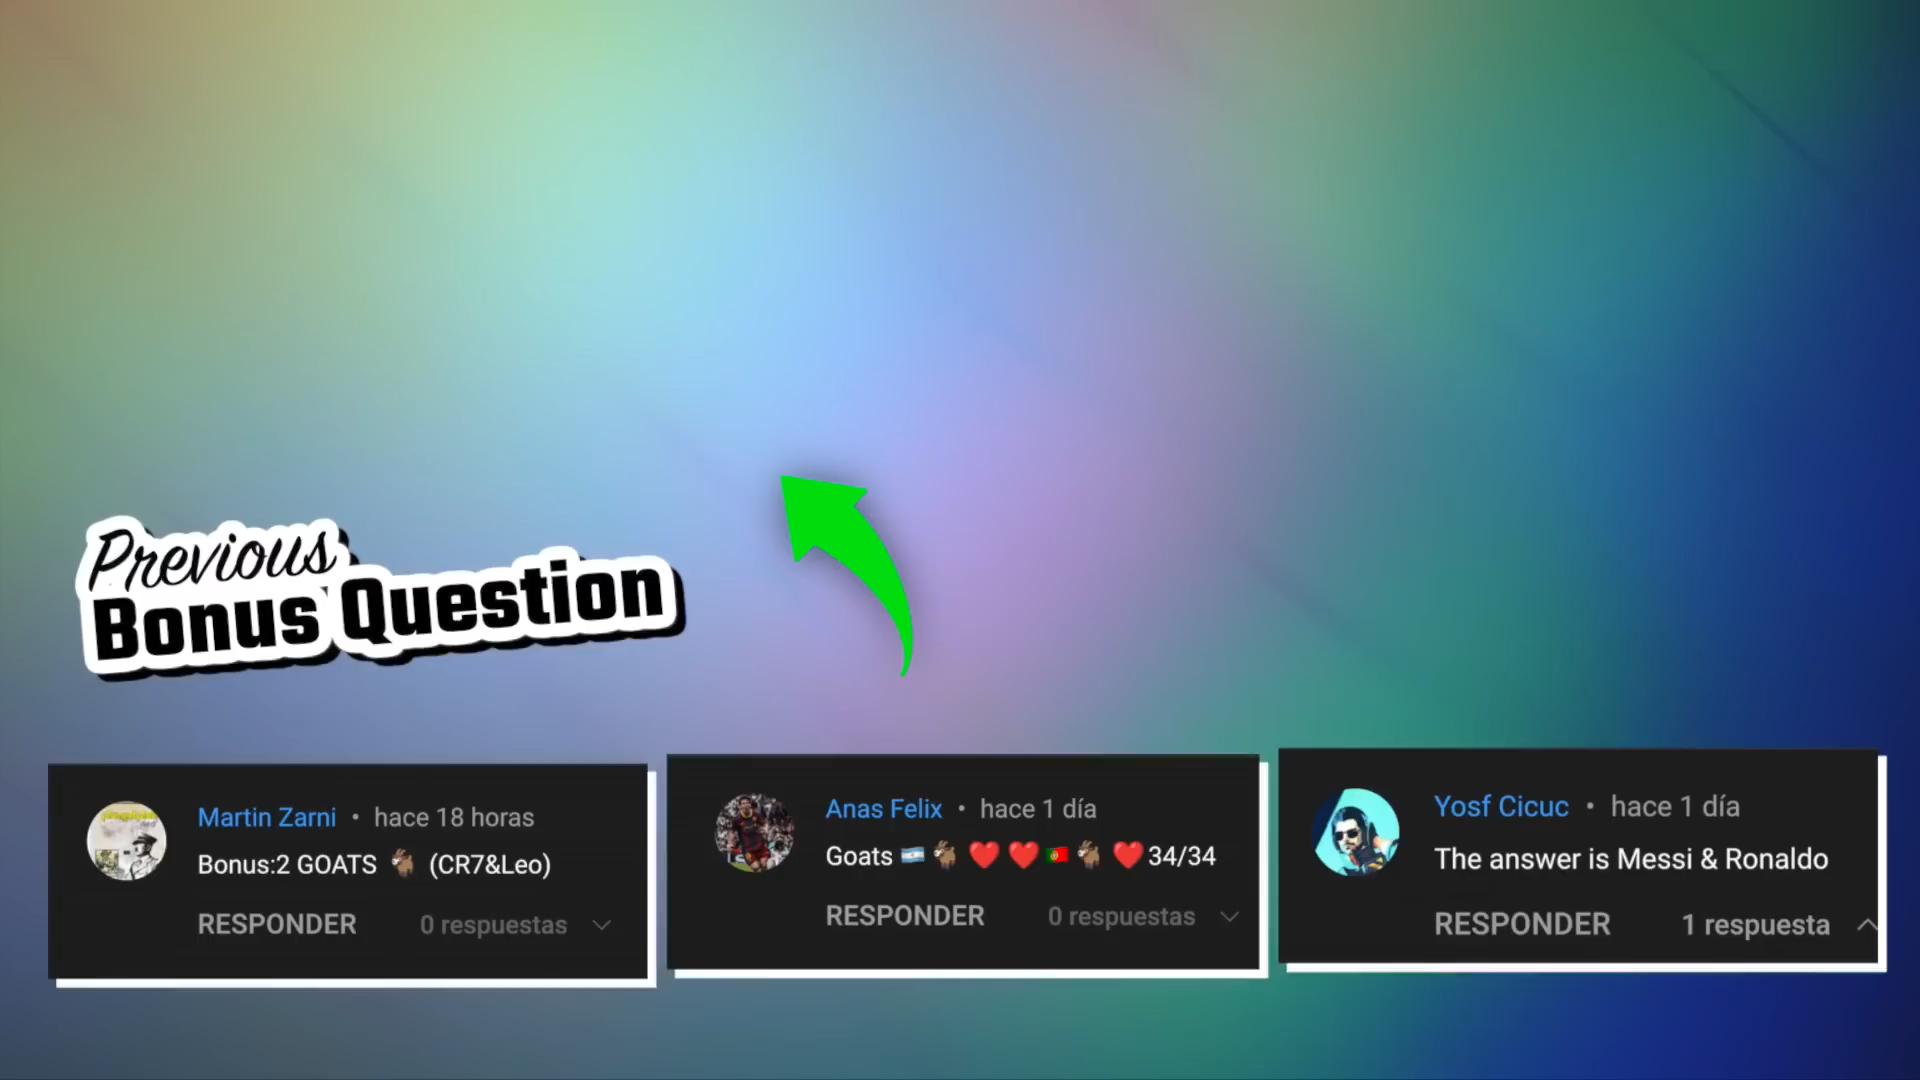 Previous
Bonus Question
Martin Zarni • hace 18 horas
Bonus:2 GOATS 🐐 (CR7&Leo)
RESPONDER 0 respuestas
Anas Felix • hace 1 día
Goats 🇦🇷🐐❤️❤️🇵🇹🐐❤️34/34
RESPONDER 0 respuestas
Yosf Cicuc • hace 1 día
The answer is Messi & Ronaldo
RESPONDER 1 respuesta